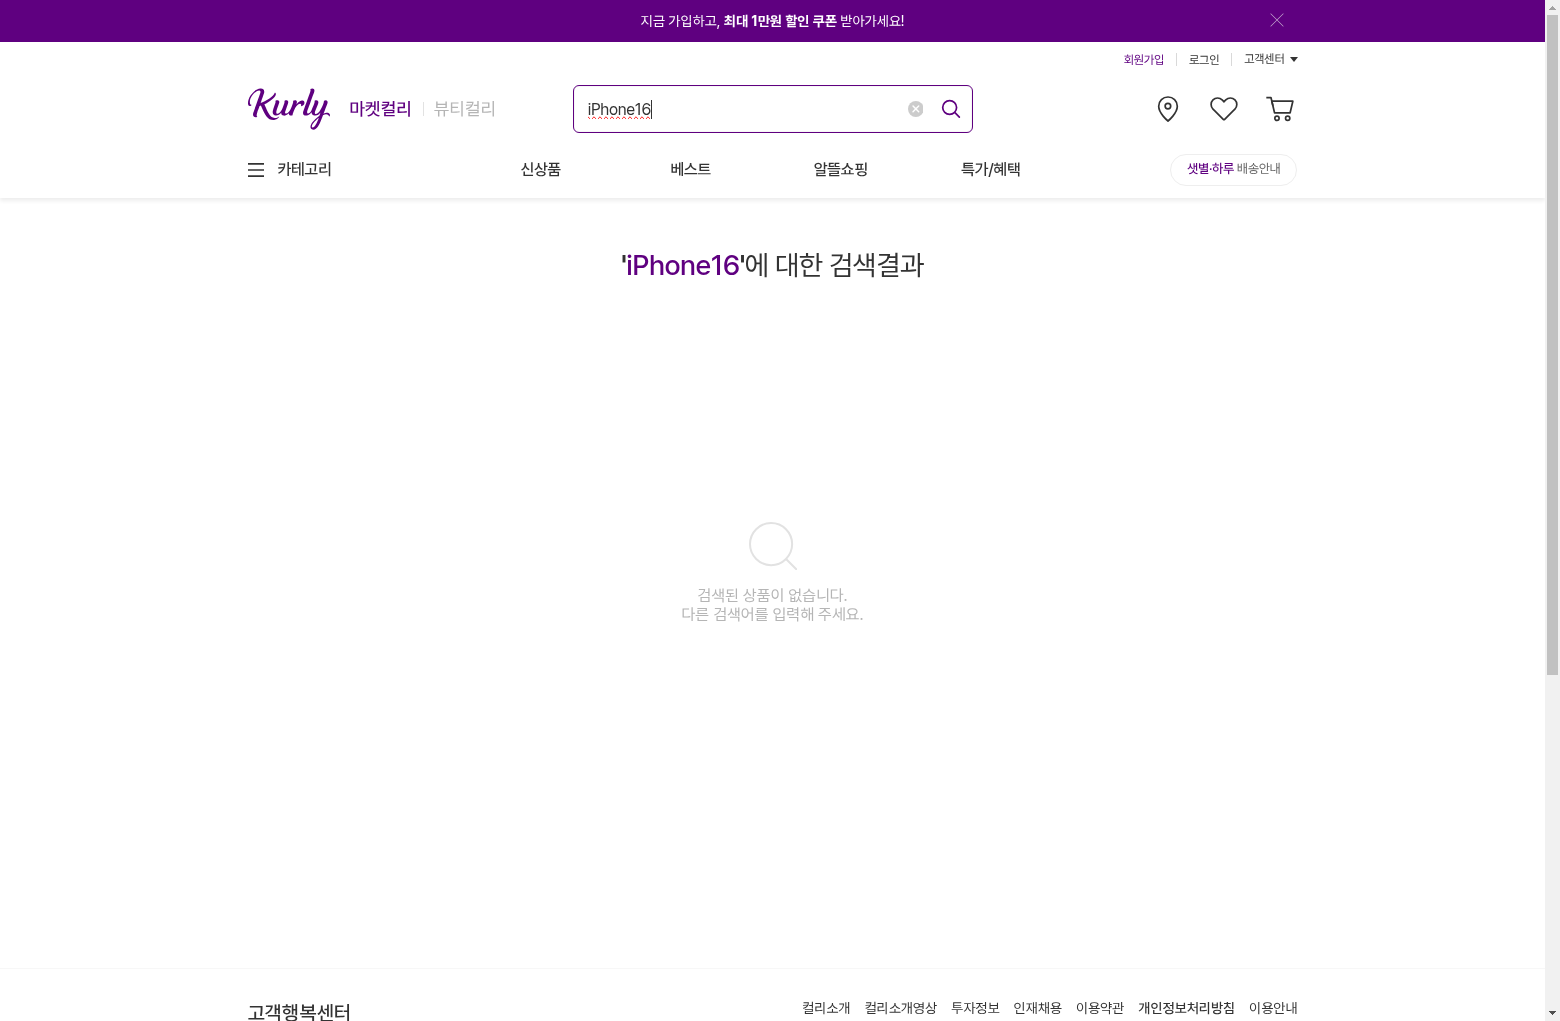 지금 가입하고, 최대 1만원 할인 쿠폰 받아가세요!
회원가입 로그인 고객센터
Kurly 마켓컬리 뷰티컬리 iPhone16
카테고리 신상품 베스트 알뜰쇼핑 특가/혜택 샛별·하루 배송안내
'iPhone16'에 대한 검색결과
검색된 상품이 없습니다.
다른 검색어를 입력해 주세요.
고객행복센터 컬리소개 컬리소개영상 투자정보 인재채용 이용약관 개인정보처리방침 이용안내